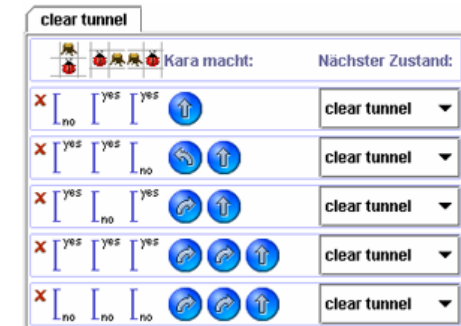 clear tunnel
Kara macht: Nächster Zustand:
no yes yes clear tunnel
yes yes no clear tunnel
yes no yes clear tunnel
yes yes yes clear tunnel
no no no clear tunnel